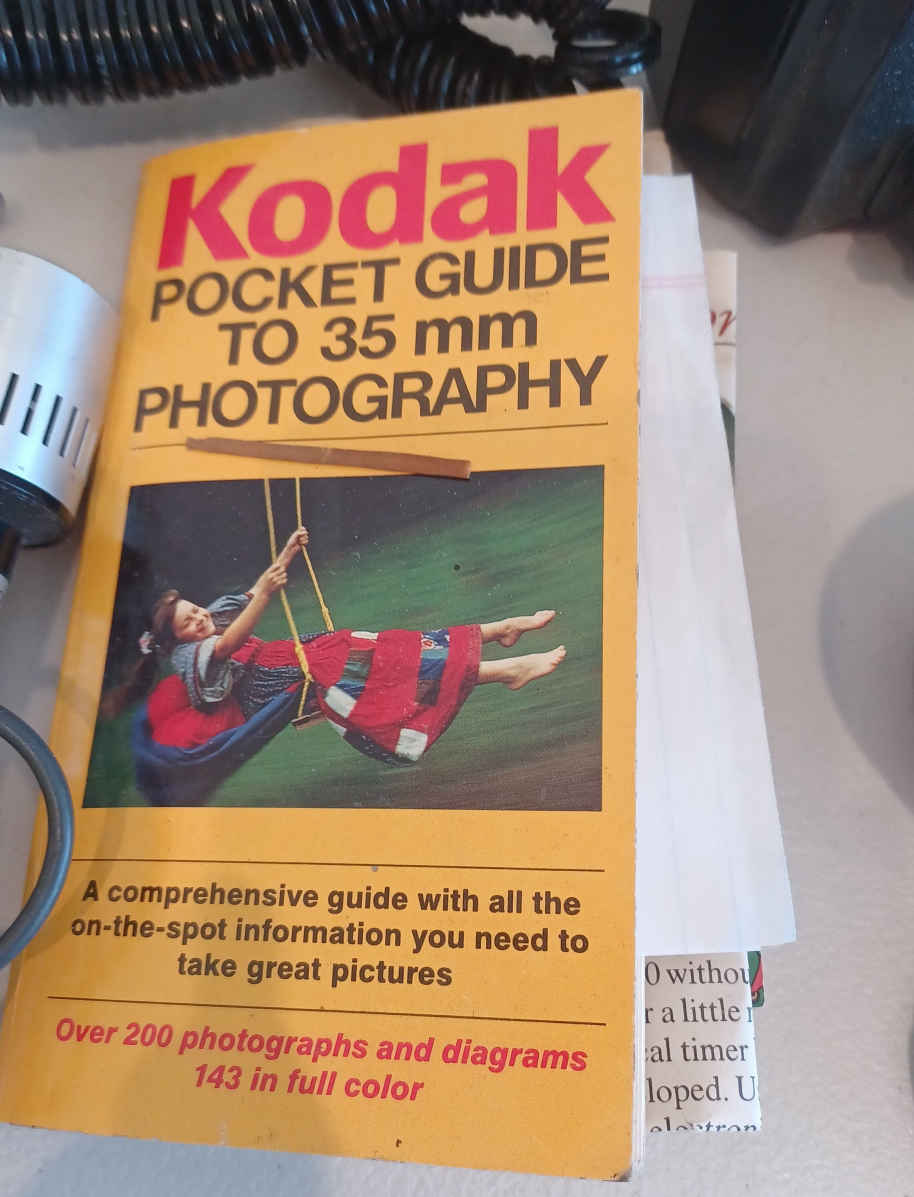 Kodak
POCKET GUIDE
TO 35 mm
PHOTOGRAPHY
A comprehensive guide with all the
on-the-spot information you need to
take great pictures
Over 200 photographs and diagrams
143 in full color
0 withou
r a little
al timer
loped. U